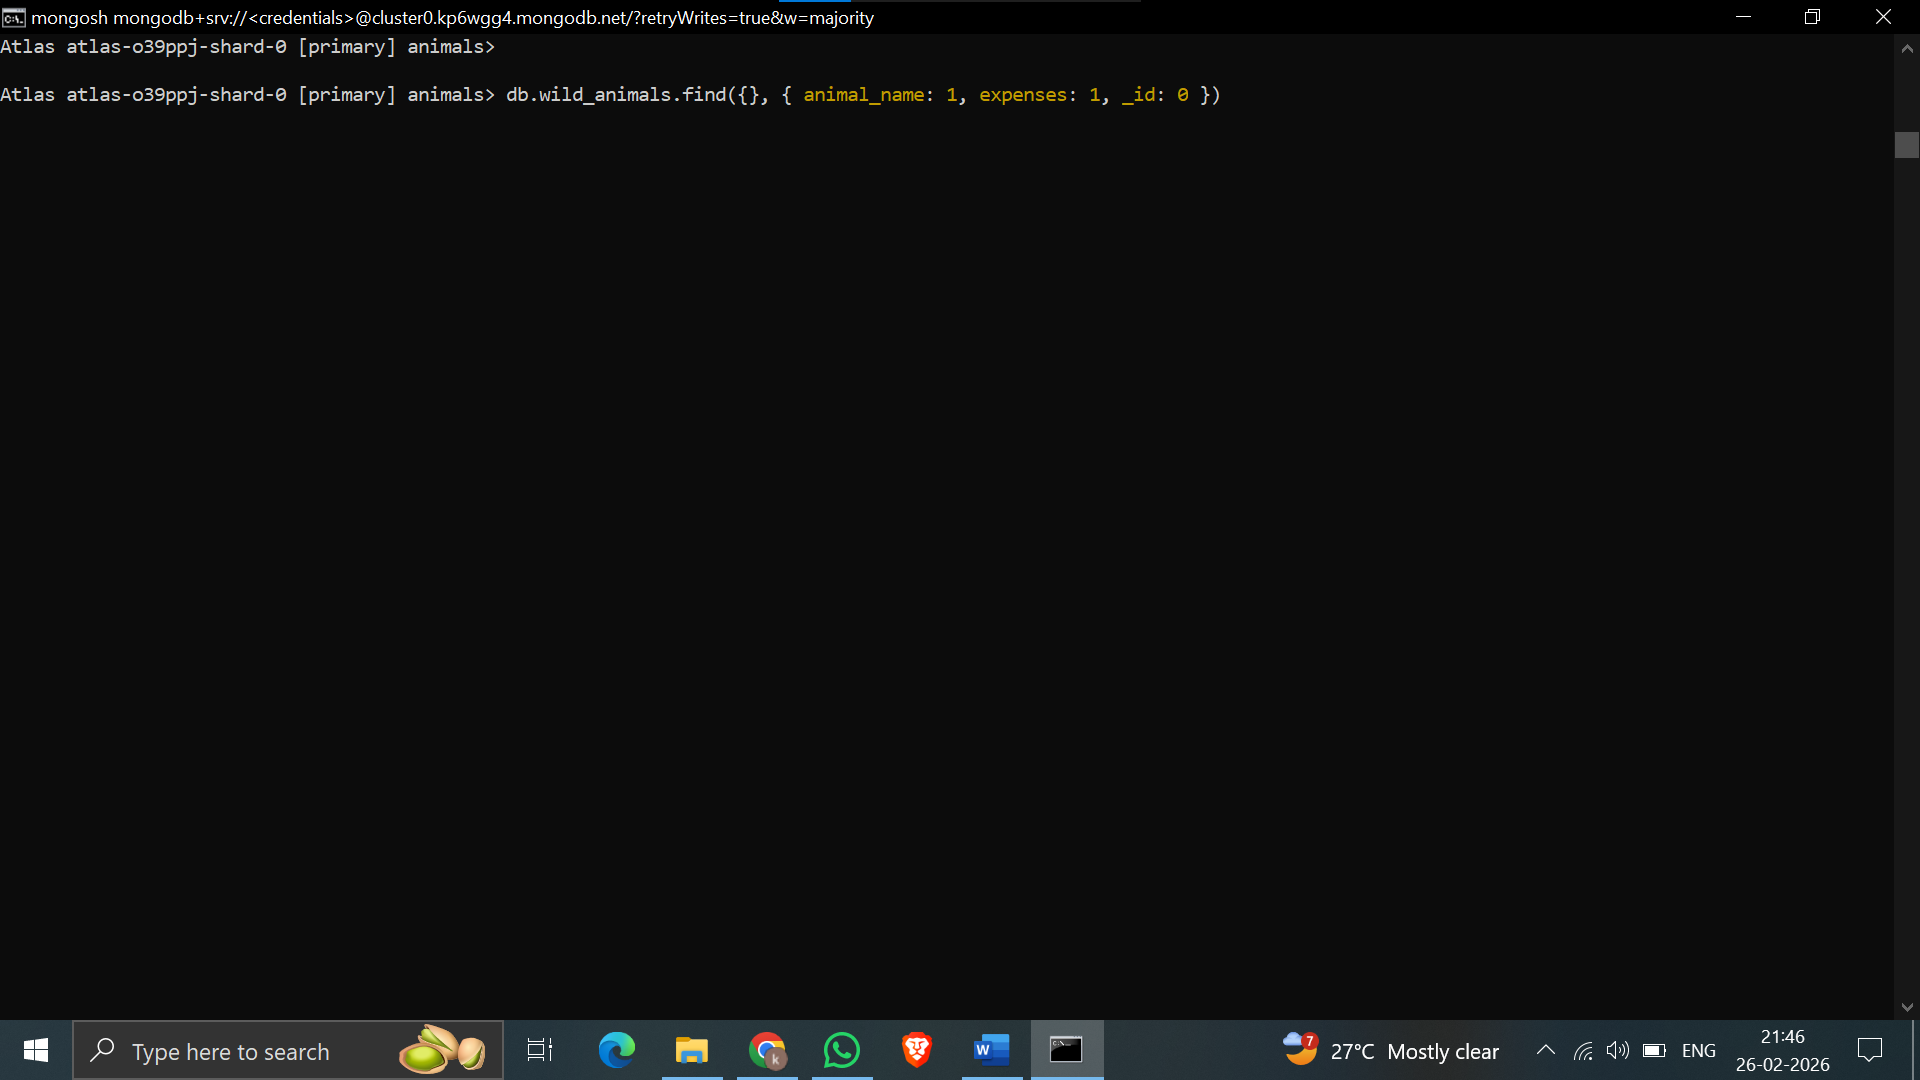 mongosh mongodb+srv://<credentials>@cluster0.kp6wgg4.mongodb.net/?retryWrites=true&w=majority
Atlas atlas-o39ppj-shard-0 [primary] animals>
Atlas atlas-o39ppj-shard-0 [primary] animals> db.wild_animals.find({}, { animal_name: 1, expenses: 1, _id: 0 })
Type here to search
k
W
7
27°C Mostly clear
ENG
21:46
26-02-2026